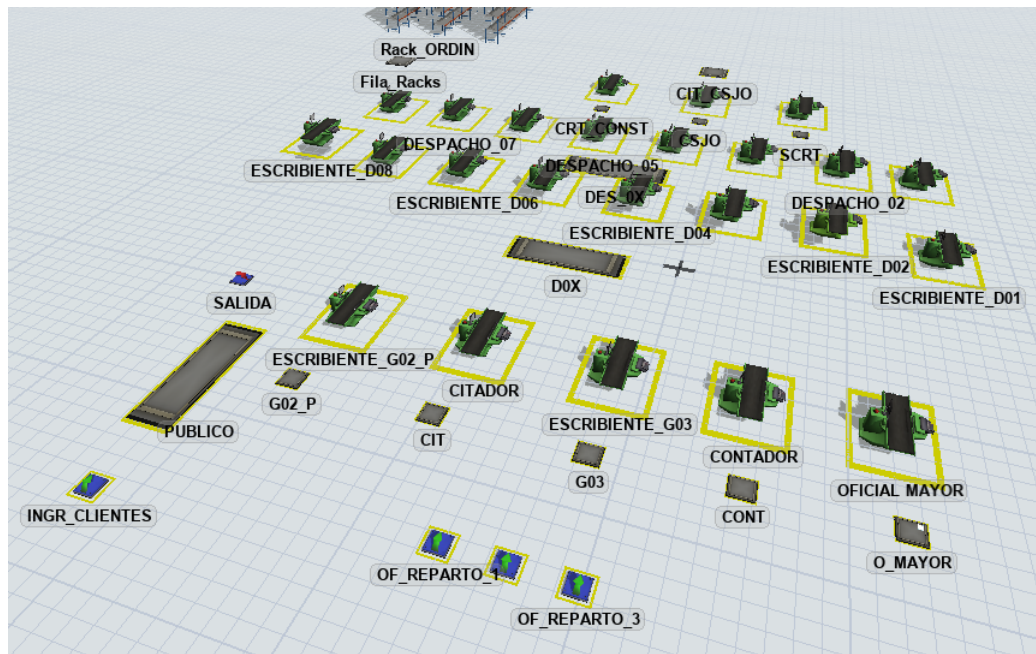 Rack_ORDIN
Fila_Racks
CIT_CSJO
DESPACHO_07
CRT_CONST
CSJO
SCRT
ESCRIBIENTE_D08
DESPACHO_05
ESCRIBIENTE_D06
DES_0X
DESPACHO_02
ESCRIBIENTE_D04
ESCRIBIENTE_D02
D0X
ESCRIBIENTE_D01
SALIDA
ESCRIBIENTE_G02_P
CITADOR
G02_P
ESCRIBIENTE_G03
PUBLICO
CIT
CONTADOR
G03
OFICIAL MAYOR
INGR_CLIENTES
CONT
O_MAYOR
OF_REPARTO_1
OF_REPARTO_3